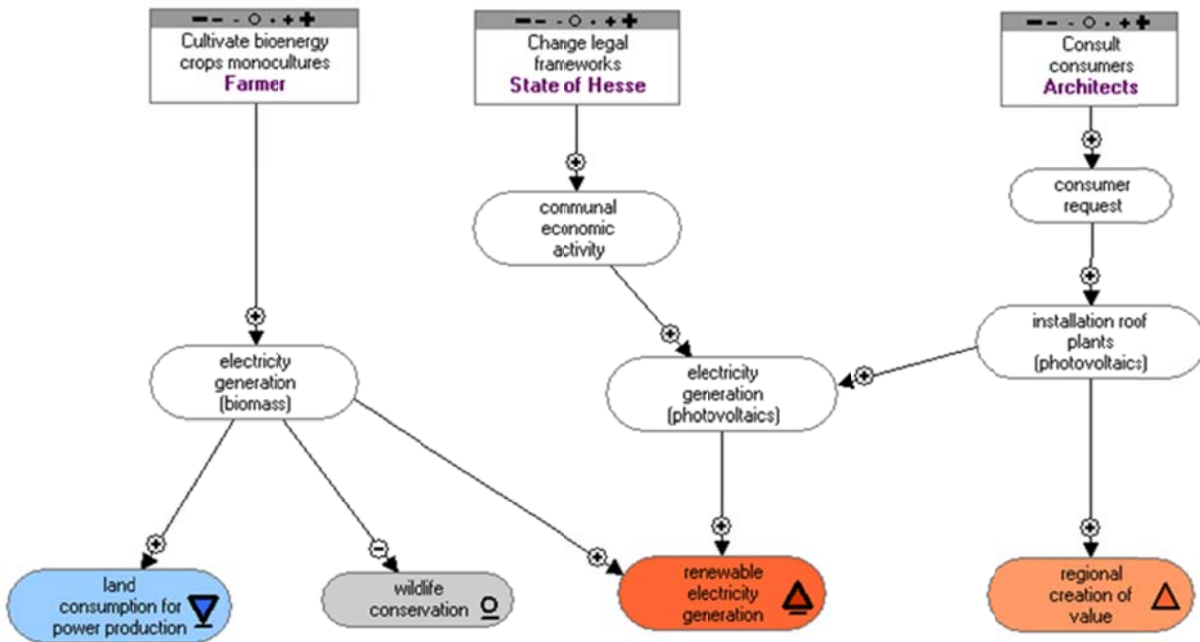 Cultivate bioenergy
crops monocultures
Farmer
Change legal
frameworks
State of Hesse
Consult
consumers
Architects
consumer
request
communal
economic
activity
installation roof
plants
(photovoltaics)
electricity
generation
(biomass)
electricity
generation
(photovoltaics)
land
consumption for
power production
wildlife
conservation
renewable
electricity
generation
regional
creation of
value